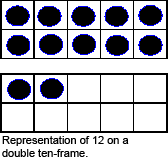 Representation of 12 on a
double ten-frame.